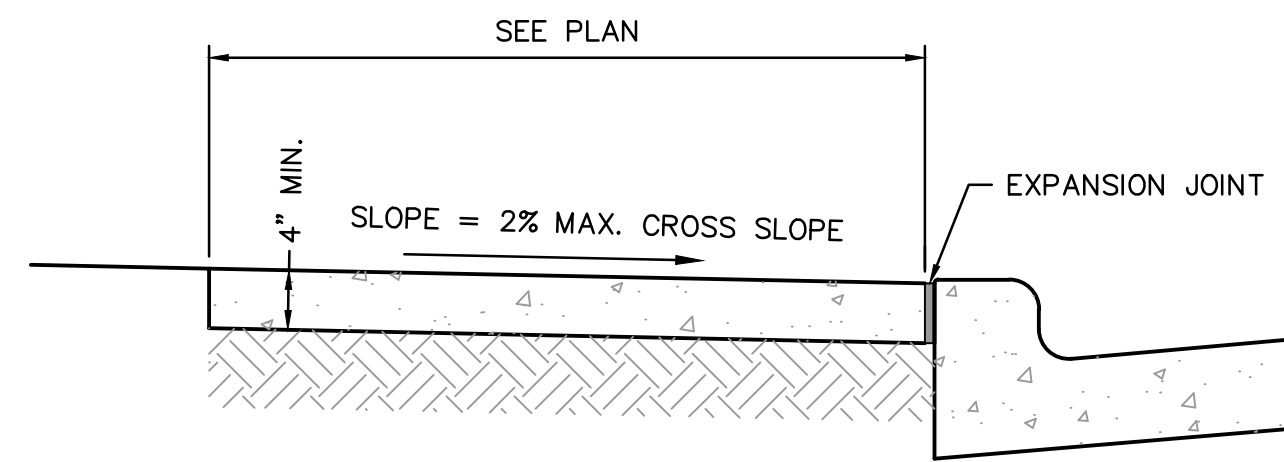 SEE PLAN
4" MIN.
SLOPE = 2% MAX. CROSS SLOPE
EXPANSION JOINT